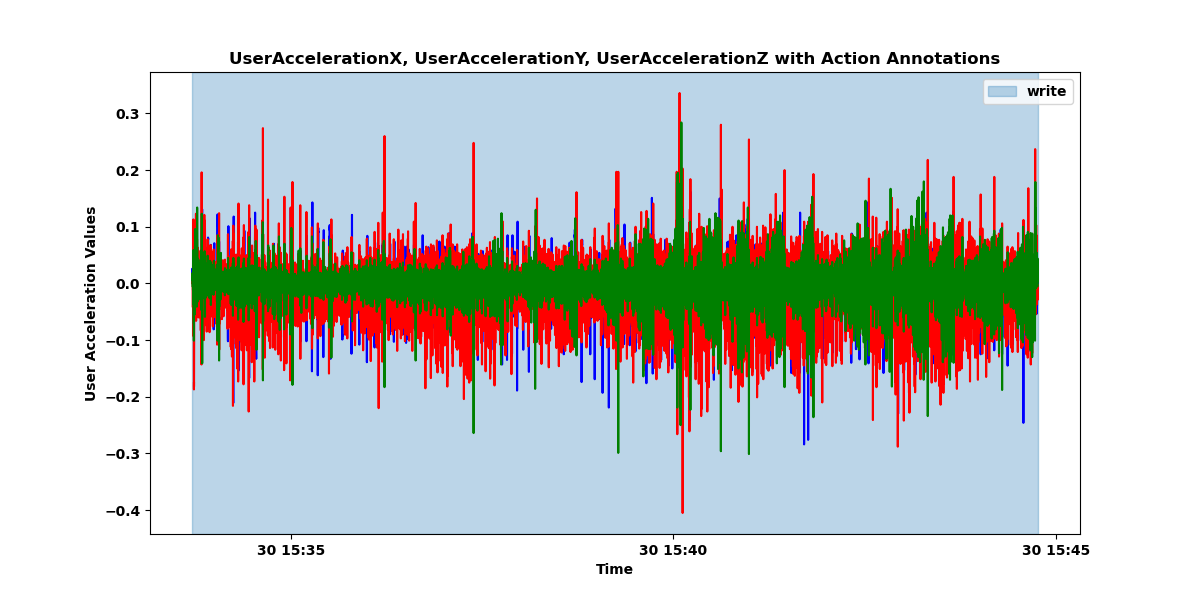 UserAccelerationX, UserAccelerationY, UserAccelerationZ with Action Annotations
write
User Acceleration Values
0.3
0.2
0.1
0.0
−0.1
−0.2
−0.3
−0.4
30 15:35
30 15:40
30 15:45
Time